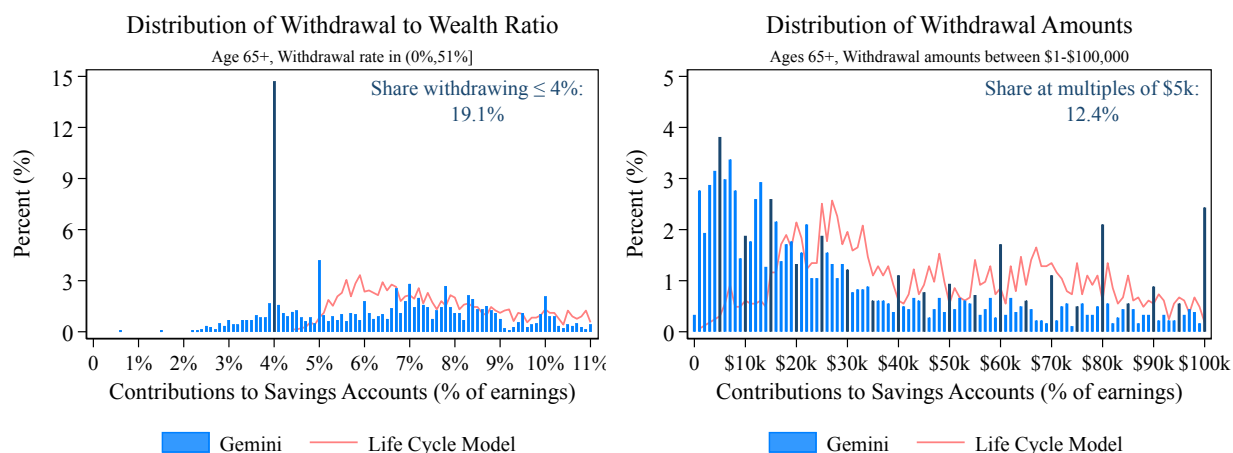 Distribution of Withdrawal to Wealth Ratio
Age 65+, Withdrawal rate in (0%,51%]
Share withdrawing ≤ 4%:
19.1%
Percent (%)
15
12
9
6
3
0
0 1% 2% 3% 4% 5% 6% 7% 8% 9% 10% 11%
Contributions to Savings Accounts (% of earnings)
Gemini Life Cycle Model
Distribution of Withdrawal Amounts
Ages 65+, Withdrawal amounts between $1-$100,000
Share at multiples of $5k:
12.4%
Percent (%)
5
4
3
2
1
0
0 $10k $20k $30k $40k $50k $60k $70k $80k $90k $100k
Contributions to Savings Accounts (% of earnings)
Gemini Life Cycle Model